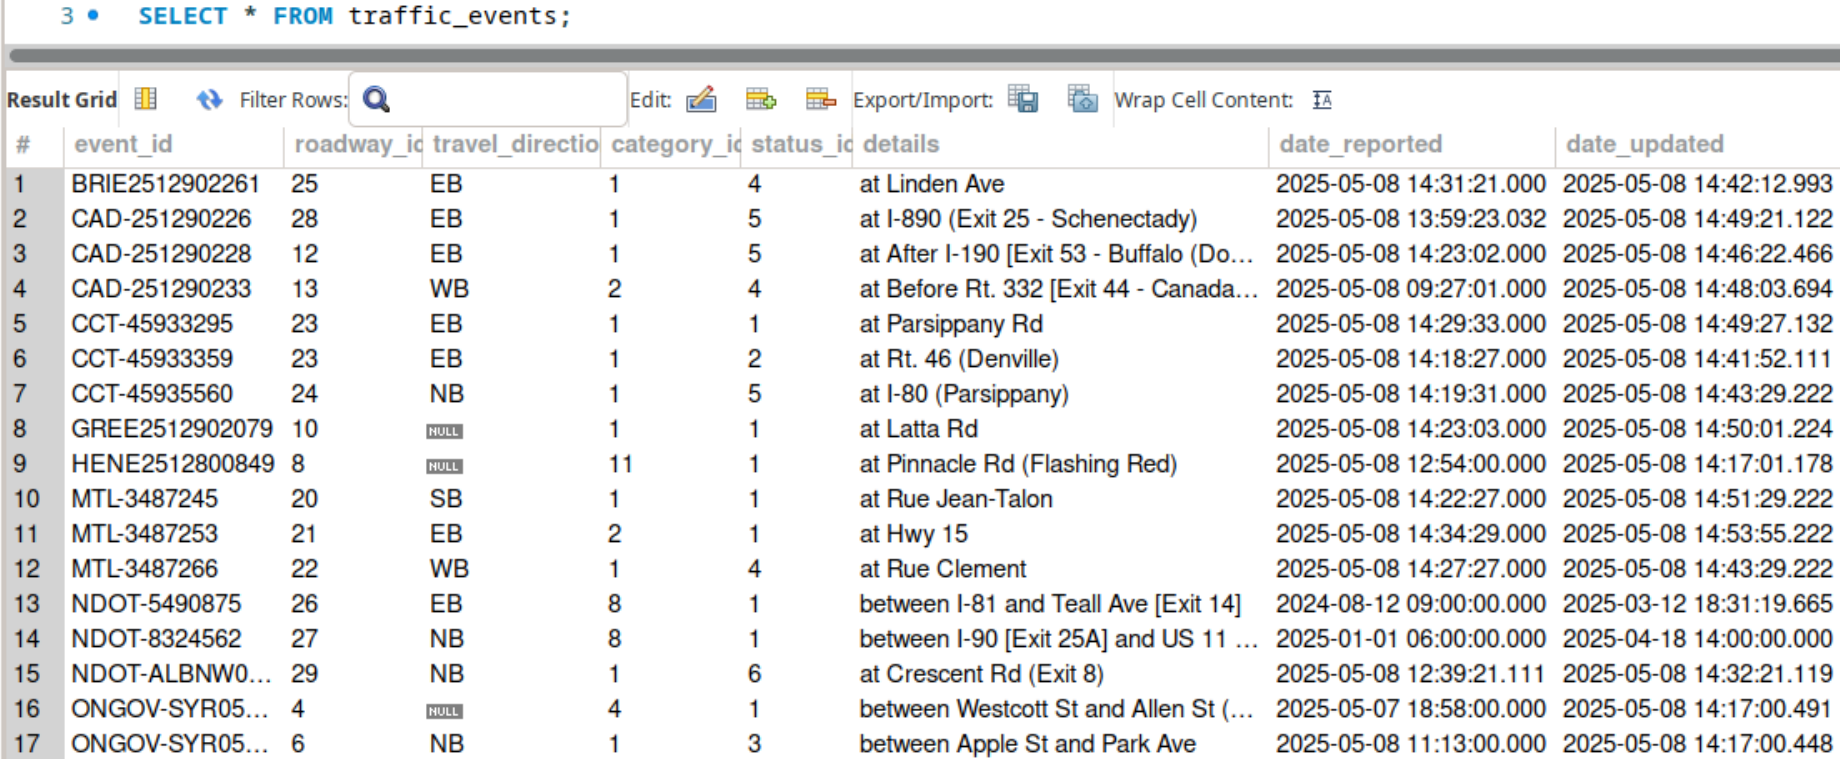 3 SELECT * FROM traffic_events;
Result Grid Filter Rows: Edit: Export/Import: Wrap Cell Content: IA
# event_id roadway_id travel_directio category_id status_id details date_reported date_updated
1 BRIE2512902261 25 EB 1 4 at Linden Ave 2025-05-08 14:31:21.000 2025-05-08 14:42:12.993
2 CAD-251290226 28 EB 1 5 at I-890 (Exit 25 - Schenectady) 2025-05-08 13:59:23.032 2025-05-08 14:49:21.122
3 CAD-251290228 12 EB 1 5 at After I-190 [Exit 53 - Buffalo (Do... 2025-05-08 14:23:02.000 2025-05-08 14:46:22.466
4 CAD-251290233 13 WB 2 4 at Before Rt. 332 [Exit 44 - Canada... 2025-05-08 09:27:01.000 2025-05-08 14:48:03.694
5 CCT-45933295 23 EB 1 1 at Parsippany Rd 2025-05-08 14:29:33.000 2025-05-08 14:49:27.132
6 CCT-45933359 23 EB 1 2 at Rt. 46 (Denville) 2025-05-08 14:18:27.000 2025-05-08 14:41:52.111
7 CCT-45935560 24 NB 1 5 at I-80 (Parsippany) 2025-05-08 14:19:31.000 2025-05-08 14:43:29.222
8 GREE2512902079 10 NULL 1 1 at Latta Rd 2025-05-08 14:23:03.000 2025-05-08 14:50:01.224
9 HENE2512800849 8 NULL 11 1 at Pinnacle Rd (Flashing Red) 2025-05-08 12:54:00.000 2025-05-08 14:17:01.178
10 MTL-3487245 20 SB 1 1 at Rue Jean-Talon 2025-05-08 14:22:27.000 2025-05-08 14:51:29.222
11 MTL-3487253 21 EB 2 1 at Hwy 15 2025-05-08 14:34:29.000 2025-05-08 14:53:55.222
12 MTL-3487266 22 WB 1 4 at Rue Clement 2025-05-08 14:27:27.000 2025-05-08 14:43:29.222
13 NDOT-5490875 26 EB 8 1 between I-81 and Teall Ave [Exit 14] 2024-08-12 09:00:00.000 2025-03-12 18:31:19.665
14 NDOT-8324562 27 NB 8 1 between I-90 [Exit 25A] and US 11 ... 2025-01-01 06:00:00.000 2025-04-18 14:00:00.000
15 NDOT-ALBNW0... 29 NB 1 6 at Crescent Rd (Exit 8) 2025-05-08 12:39:21.111 2025-05-08 14:32:21.119
16 ONGOV-SYR05... 4 NULL 4 1 between Westcott St and Allen St (... 2025-05-07 18:58:00.000 2025-05-08 14:17:00.491
17 ONGOV-SYR05... 6 NB 1 3 between Apple St and Park Ave 2025-05-08 11:13:00.000 2025-05-08 14:17:00.448